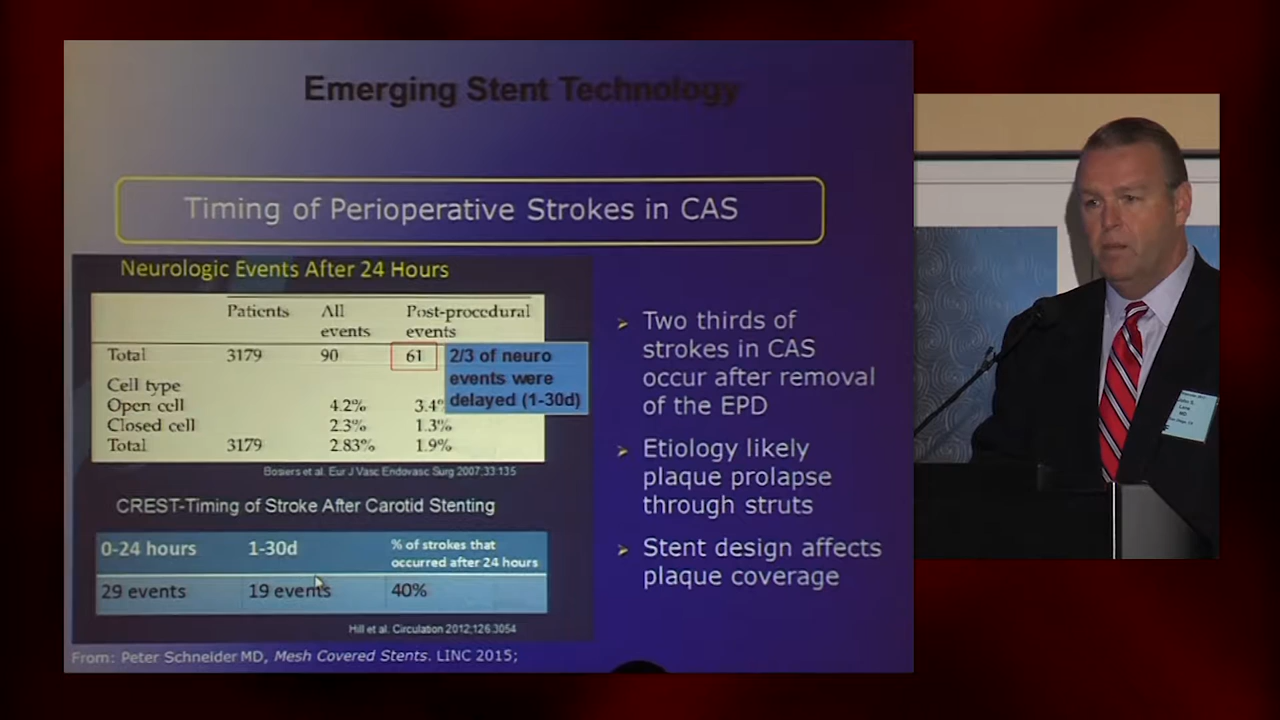 Emerging Stent Technology
Timing of Perioperative Strokes in CAS
Neurologic Events After 24 Hours
Patients All events Post-procedural events
Total 3179 90 61
2/3 of neuro
events were
delayed (1-30d)
Cell type
Open cell 4.2% 3.4%
Closed cell 2.3% 1.3%
Total 3179 2.83% 1.9%
Bosiers et al. Eur J Vasc Endovasc Surg 2007;33:135
CREST-Timing of Stroke After Carotid Stenting
0-24 hours 1-30d % of strokes that occurred after 24 hours
29 events 19 events 40%
Hill et al. Circulation 2012;126:3054
From: Peter Schneider MD, Mesh Covered Stents. LINC 2015;
Two thirds of
strokes in CAS
occur after removal
of the EPD
Etiology likely
plaque prolapse
through struts
Stent design affects
plaque coverage